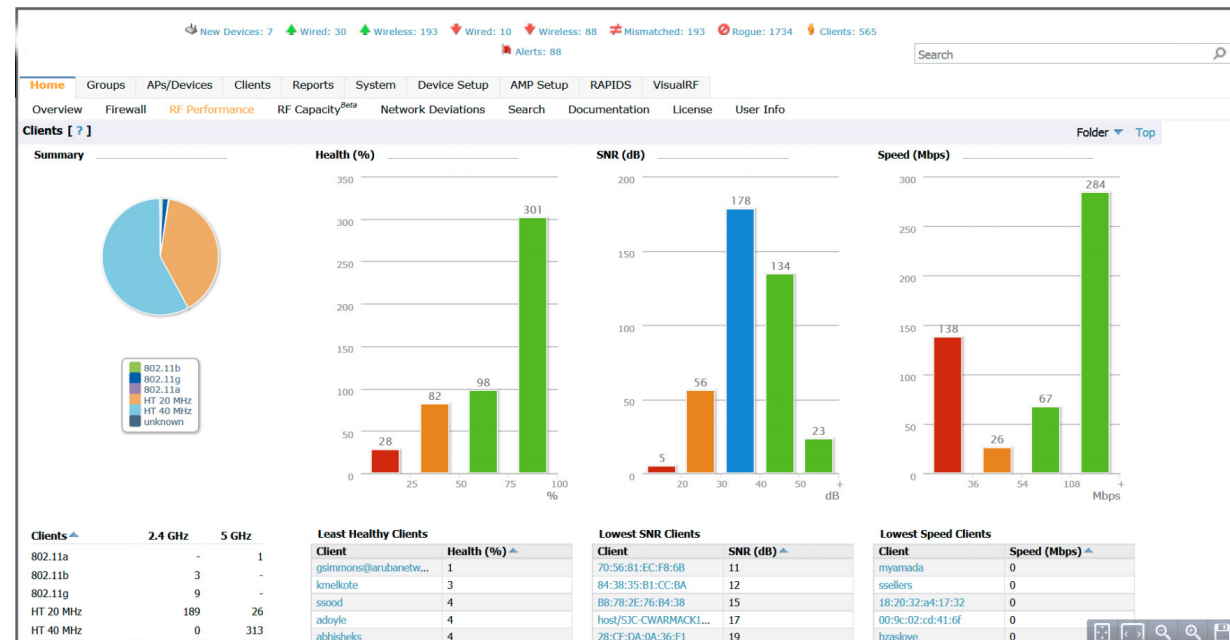 New Devices: 7 Wired: 30 Wireless: 193 Wired: 10 Wireless: 88 Mismatched: 193 Rogue: 1734 Clients: 565
Alerts: 88
Search
Home Groups APs/Devices Clients Reports System Device Setup AMP Setup RAPIDS VisualRF
Overview Firewall RF Performance RF Capacity Beta Network Deviations Search Documentation License User Info
Clients [ ? ] Folder Top
Summary Health (%) SNR (dB) Speed (Mbps)
802.11b
802.11g
802.11a
HT 20 MHz
HT 40 MHz
unknown
350
300
250
200
150
100
50
0
28 82 98 301
25 50 75 100
%
200
150
100
50
0
5 56 178 134 23
20 30 40 50 +
dB
300
250
200
150
100
50
0
138 26 67 284
36 54 108 +
Mbps
Clients 2.4 GHz 5 GHz
802.11a - 1
802.11b 3 -
802.11g 9 -
HT 20 MHz 189 26
HT 40 MHz 0 313
Least Healthy Clients
Client Health (%)
gsimmons@arubanetw... 1
kmelkote 3
ssood 4
adoyle 4
abhisheks 4
Lowest SNR Clients
Client SNR (dB)
70:56:81:EC:F8:6B 11
84:38:35:B1:CC:BA 12
B8:78:2E:76:B4:38 15
host/SJC-CWARMACK1... 17
28:CF:DA:0A:36:F1 19
Lowest Speed Clients
Client Speed (Mbps)
myamada 0
ssellers 0
18:20:32:a4:17:32 0
00:9c:02:cd:41:6f 0
bzaslove 0